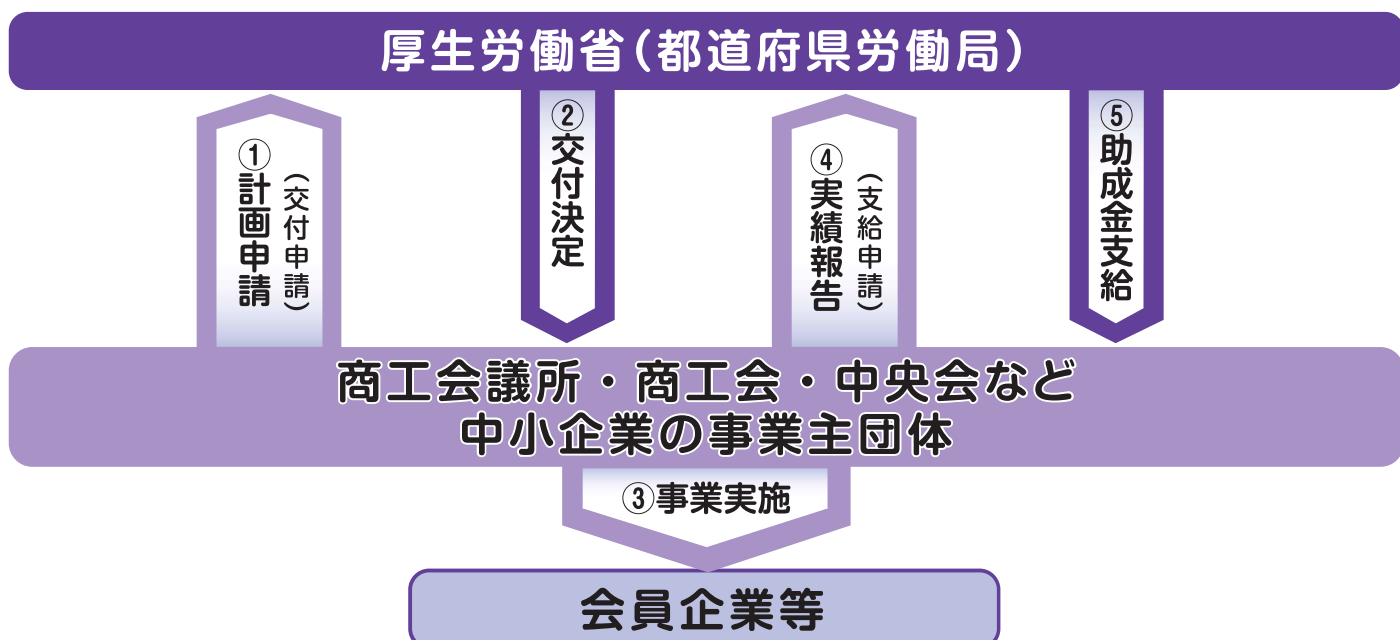 厚生労働省(都道府県労働局)
①計画申請
(交付申請)
②交付決定
④実績報告
(支給申請)
⑤助成金支給
商工会議所・商工会・中央会など
中小企業の事業主団体
③事業実施
会員企業等